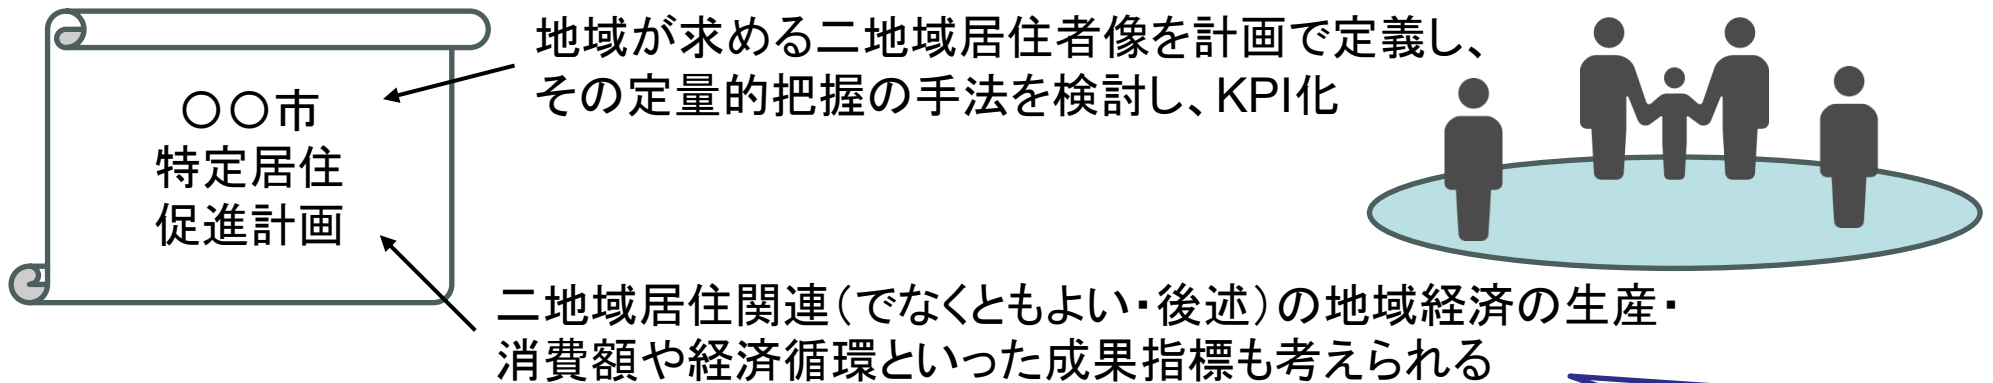 地域が求める二地域居住者像を計画で定義し、
その定量的把握の手法を検討し、KPI化
〇〇市
特定居住
促進計画
二地域居住関連（でなくともよい・後述）の地域経済の生産・
消費額や経済循環といった成果指標も考えられる